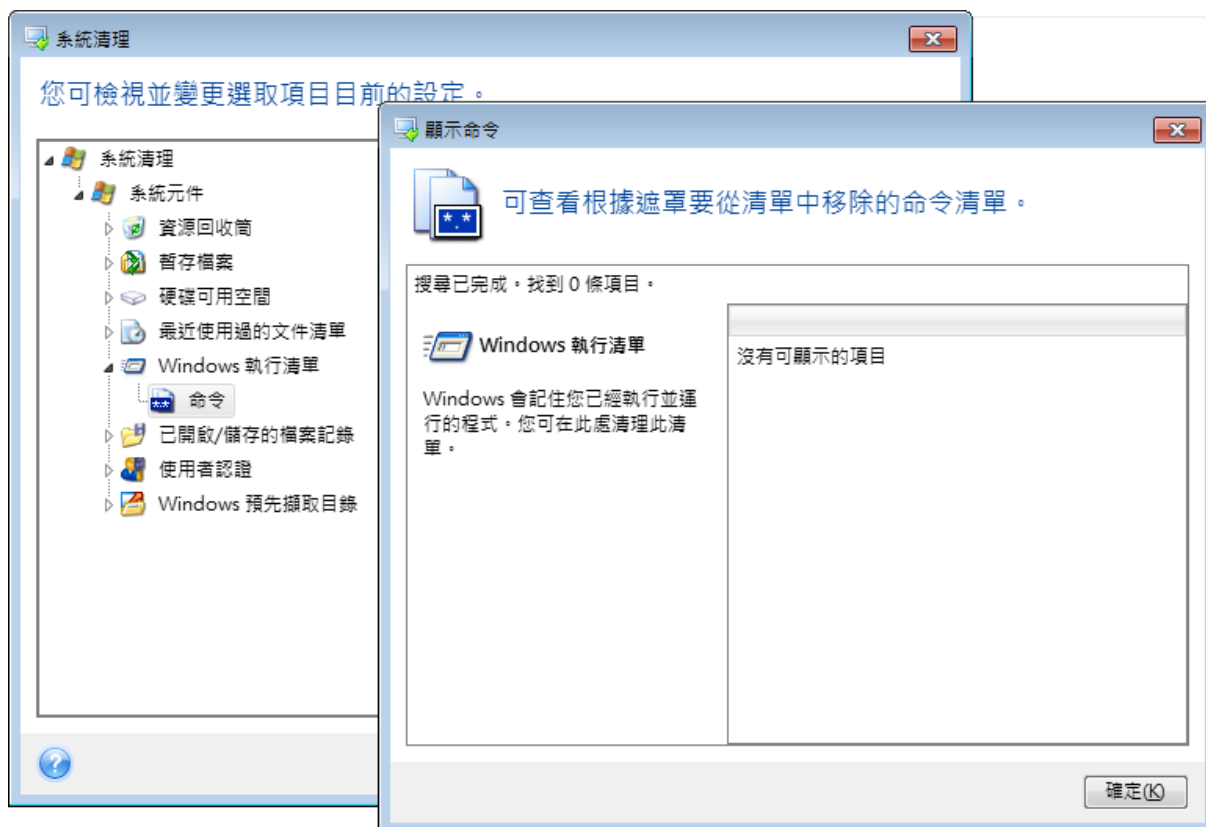 系統清理
您可檢視並變更選取項目目前的設定。
系統清理
系統元件
資源回收筒
暫存檔案
硬碟可用空間
最近使用過的文件清單
Windows 執行清單
命令
已開啟/儲存的檔案記錄
使用者認證
Windows 預先擷取目錄
顯示命令
*.*
可查看根據遮罩要從清單中移除的命令清單。
搜尋已完成。找到 0 條項目。
Windows 執行清單
Windows 會記住您已經執行並運
行的程式。您可在此處清理此清
單。
沒有可顯示的項目
確定(K)